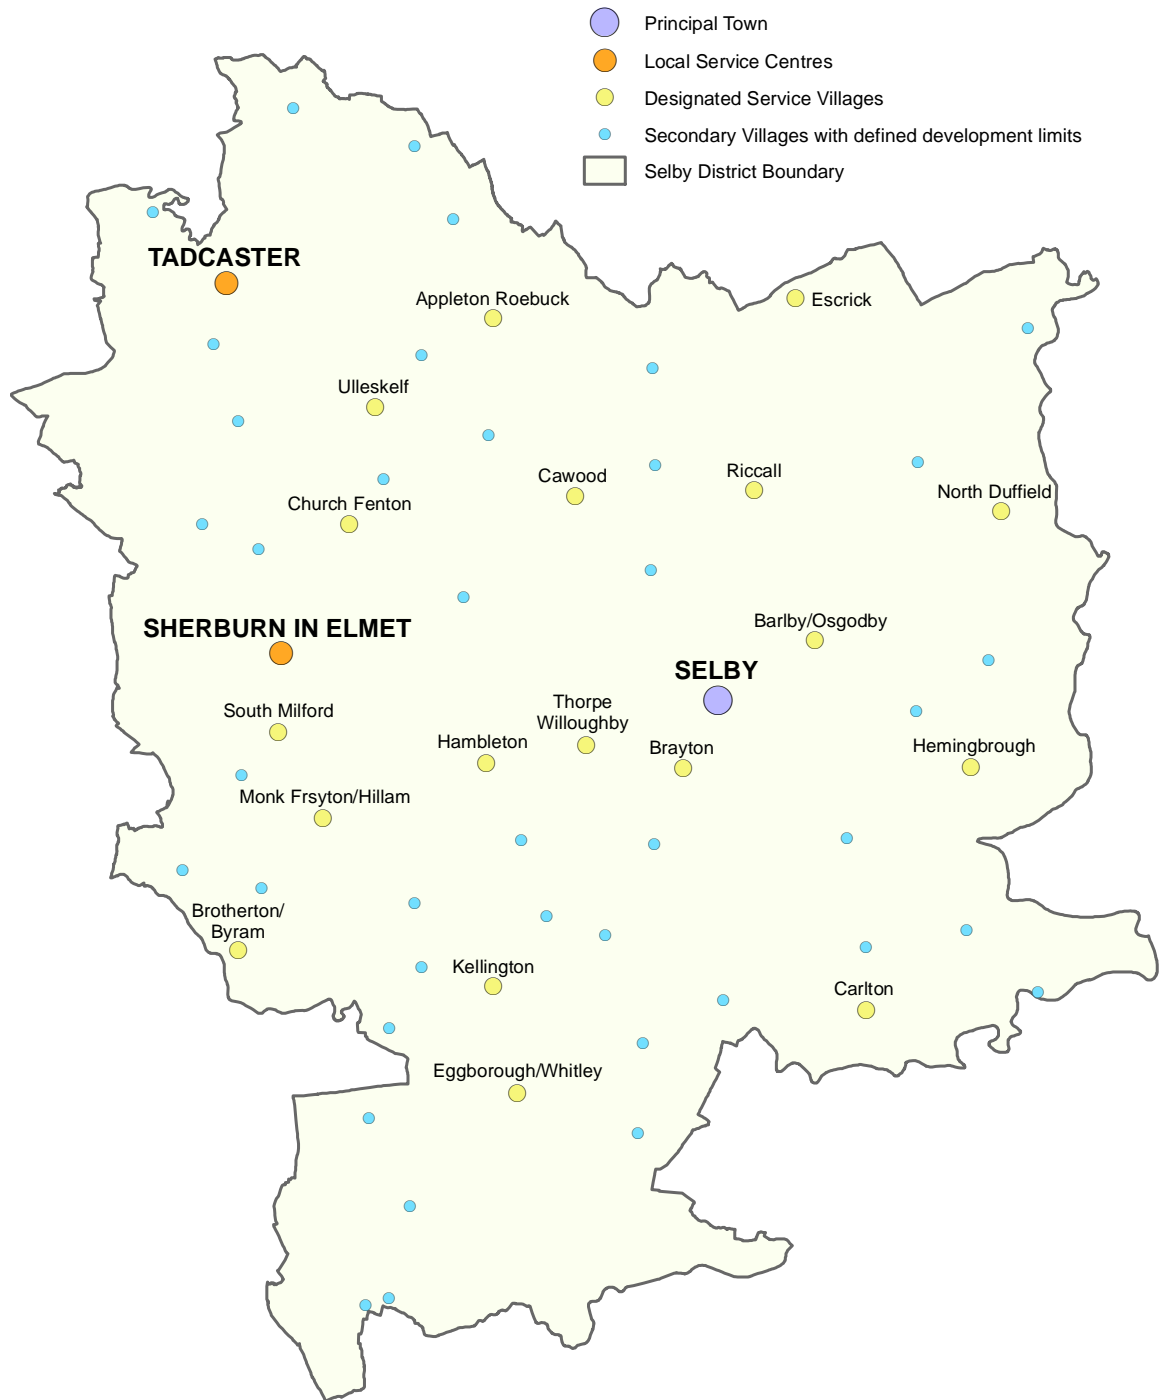 Principal Town
Local Service Centres
Designated Service Villages
Secondary Villages with defined development limits
Selby District Boundary
TADCASTER
Appleton Roebuck
Escrick
Ulleskelf
Cawood
Riccall
North Duffield
Church Fenton
Barlby/Osgodby
SHERBURN IN ELMET
SELBY
South Milford
Thorpe
Willoughby
Hambleton
Brayton
Hemingbrough
Monk Frsyton/Hillam
Brotherton/
Byram
Kellington
Carlton
Eggborough/Whitley